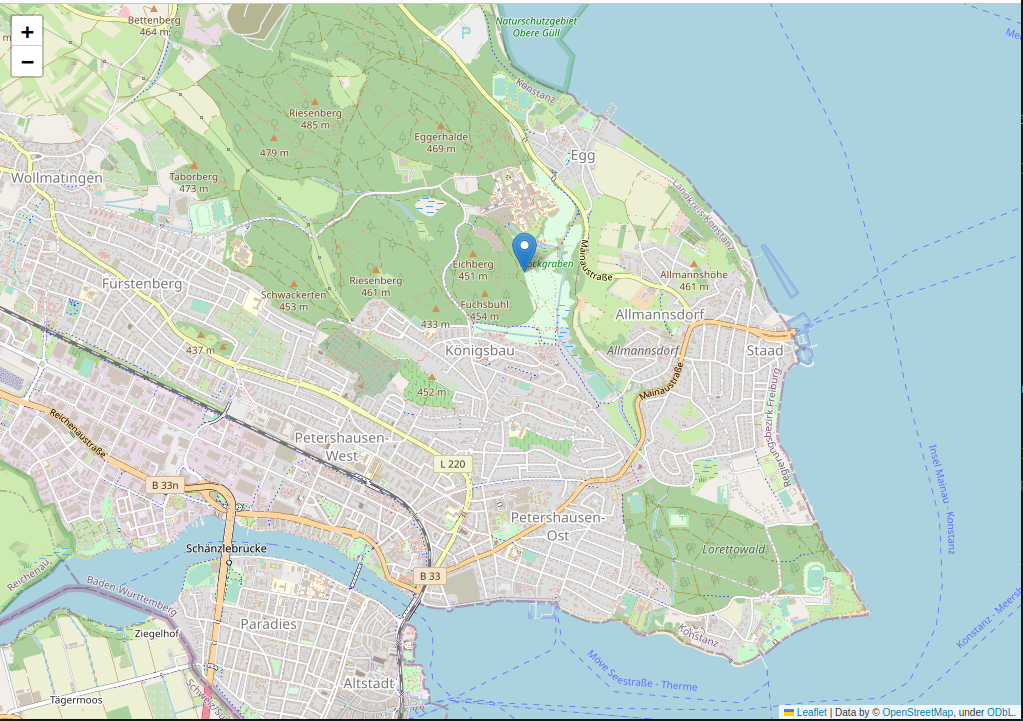 Bettenberg
464 m
Naturschutzgebiet
Obere Güll
P
+
−
Konstanz
Riesenberg
485 m
Eggerhalde
469 m
479 m
Egg
Wollmatingen
Taborberg
473 m
Landkreis Konstanz
Mainaustraße
Eichberg
451 m
ockgraben
Allmannshöhe
461 m
Fürstenberg
Riesenberg
461 m
Schwackerten
453 m
Fuchsbühl
454 m
433 m
Allmannsdorf
437 m
Königsbau
Allmannsdorf
Staad
452 m
Mainaustraße
Regierungsbezirk Freiburg
Reichenaustraße
Petershausen-
West
L 220
B 33n
Insel Mainau - Konstanz
Petershausen-
Ost
Schänzlebrücke
Lorettowald
Reichenau
B 33
Baden-Württemberg
Konstanz - Meersb
Paradies
Ziegelhof
Konstanz
Möve Seestraße - Therme
Altstadt
Tägermoos
Schweiz/Su
Leaflet | Data by © OpenStreetMap, under ODbL.